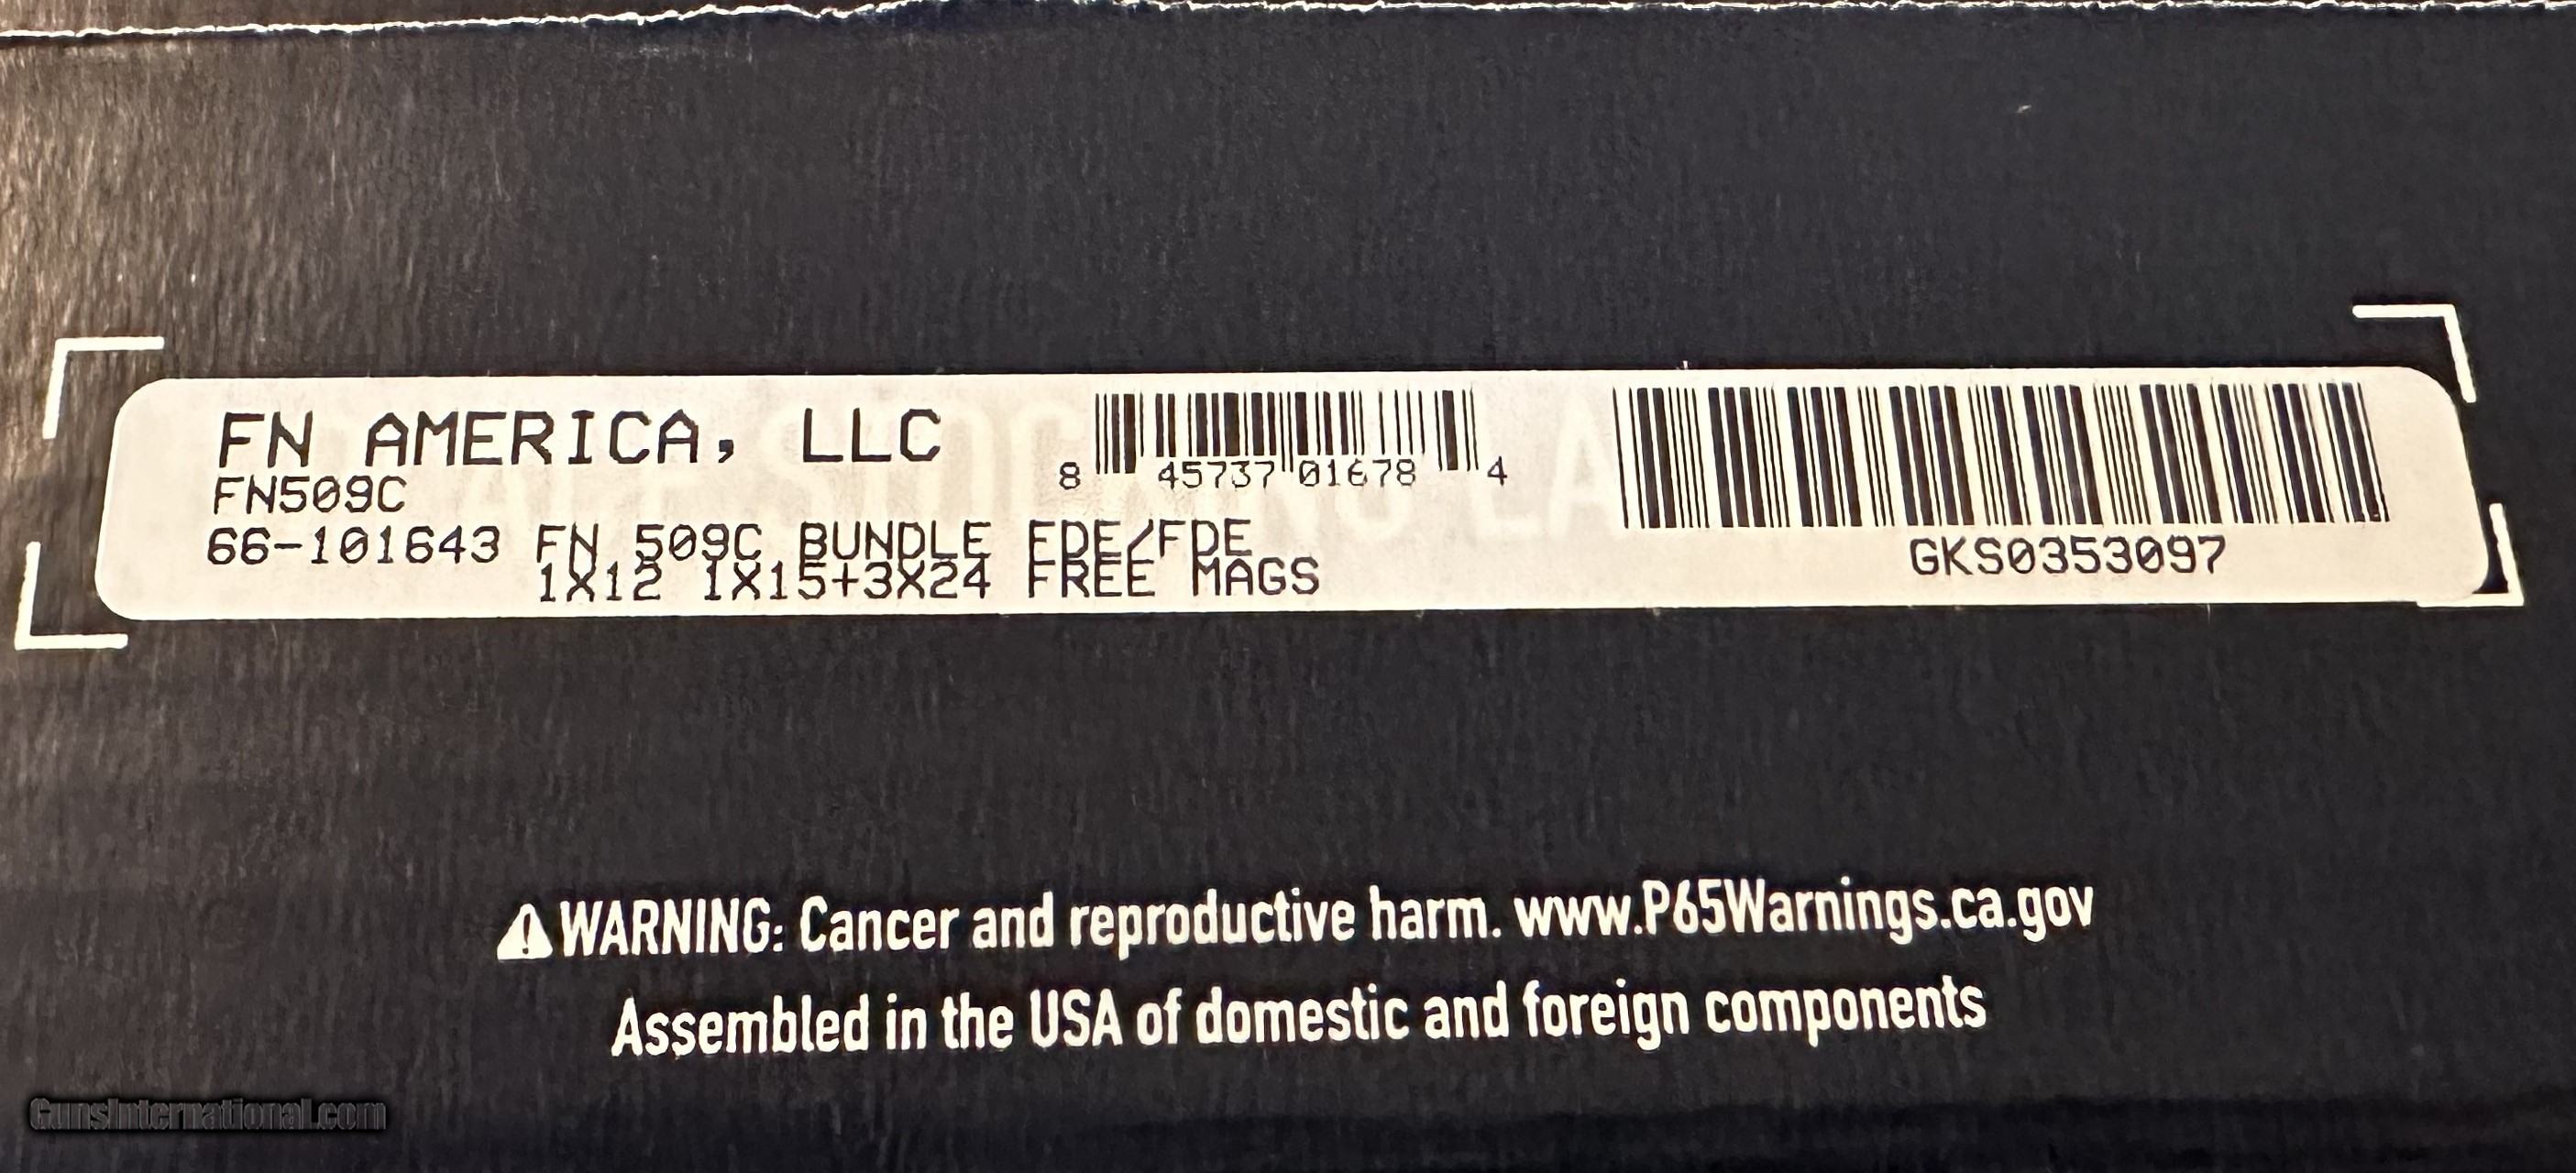 FN AMERICA, LLC
FN509C
66-101643 FN 509C BUNDLE FDE/FDE
1X12 1X15+3X24 FREE MAGS
8 45737 01678 4
GKS0353097
WARNING: Cancer and reproductive harm. www.P65Warnings.ca.gov
Assembled in the USA of domestic and foreign components
GunsInternational.com